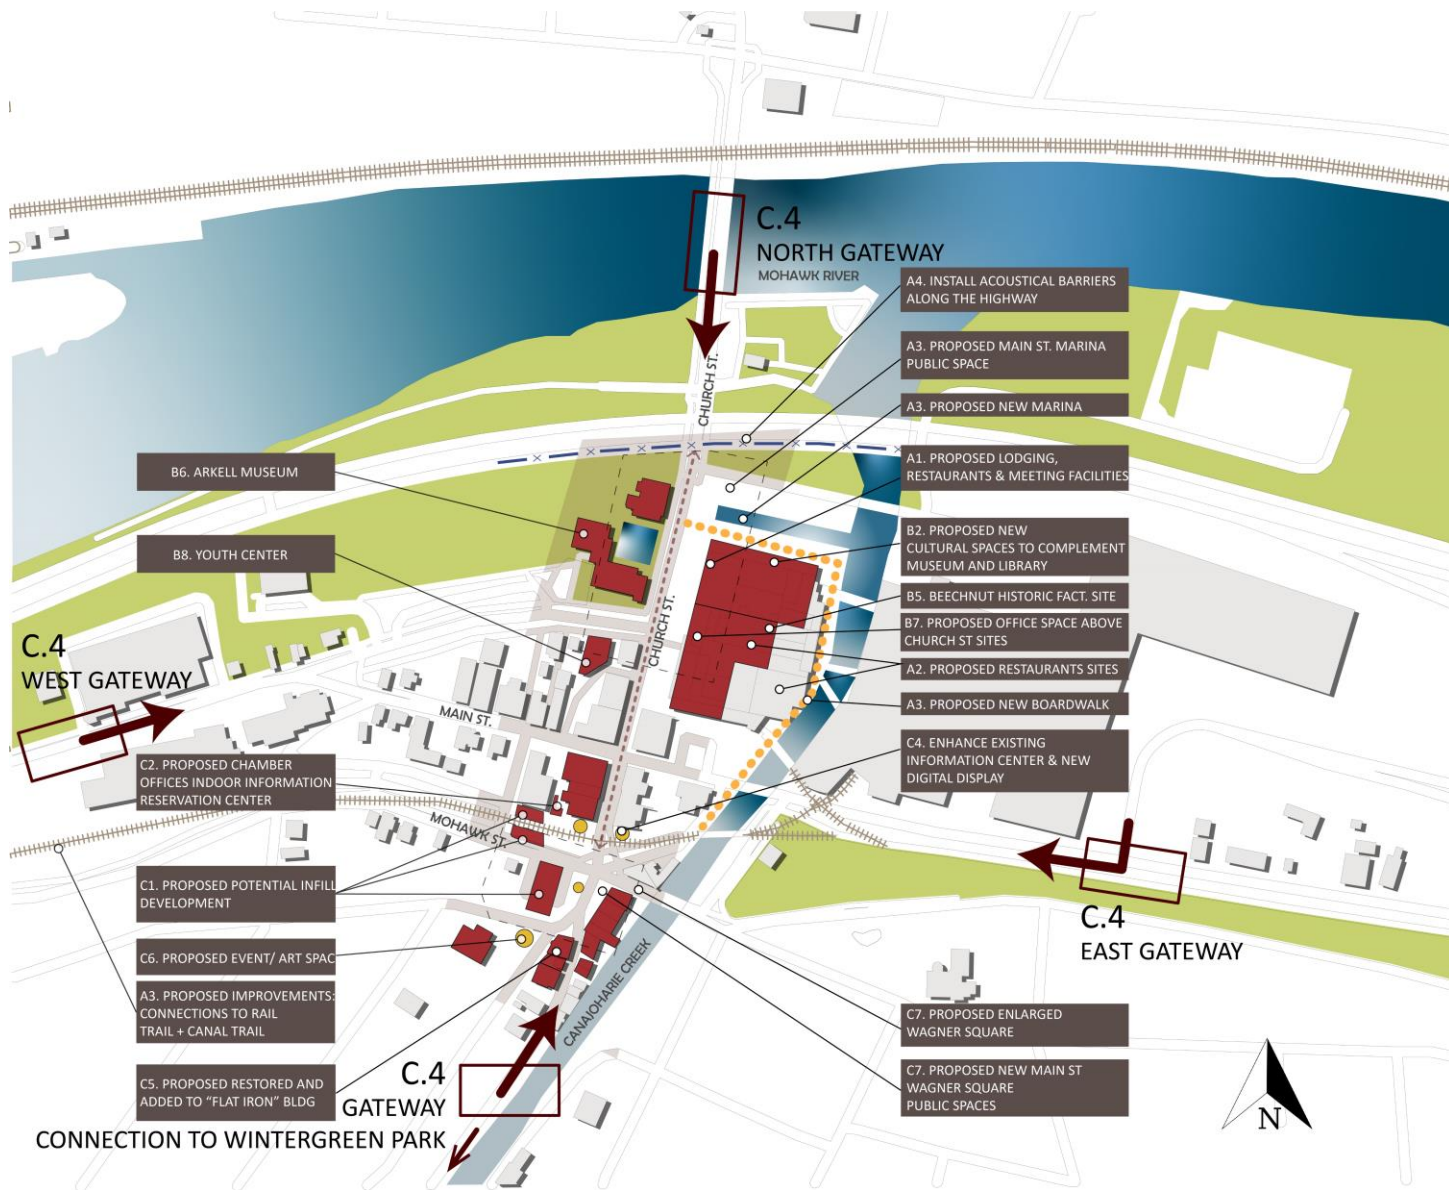 C.4
NORTH GATEWAY
MOHAWK RIVER
A4. INSTALL ACOUSTICAL BARRIERS
ALONG THE HIGHWAY
A3. PROPOSED MAIN ST. MARINA
PUBLIC SPACE
CHURCH ST.
A3. PROPOSED NEW MARINA
B6. ARKELL MUSEUM
A1. PROPOSED LODGING,
RESTAURANTS & MEETING FACILITIES
B8. YOUTH CENTER
B2. PROPOSED NEW
CULTURAL SPACES TO COMPLEMENT
MUSEUM AND LIBRARY
B5. BEECHNUT HISTORIC FACT. SITE
CHURCH ST.
B7. PROPOSED OFFICE SPACE ABOVE
CHURCH ST SITES
C.4
WEST GATEWAY
A2. PROPOSED RESTAURANTS SITES
A3. PROPOSED NEW BOARDWALK
MAIN ST.
C4. ENHANCE EXISTING
INFORMATION CENTER & NEW
DIGITAL DISPLAY
C2. PROPOSED CHAMBER
OFFICES INDOOR INFORMATION
RESERVATION CENTER
MOHAWK ST.
C1. PROPOSED POTENTIAL INFILL
DEVELOPMENT
C.4
EAST GATEWAY
C6. PROPOSED EVENT/ ART SPAC
CANAJOHARIE CREEK
A3. PROPOSED IMPROVEMENTS:
CONNECTIONS TO RAIL
TRAIL + CANAL TRAIL
C7. PROPOSED ENLARGED
WAGNER SQUARE
C5. PROPOSED RESTORED AND
ADDED TO "FLAT IRON" BLDG
C7. PROPOSED NEW MAIN ST
WAGNER SQUARE
PUBLIC SPACES
C.4
GATEWAY
CONNECTION TO WINTERGREEN PARK
N